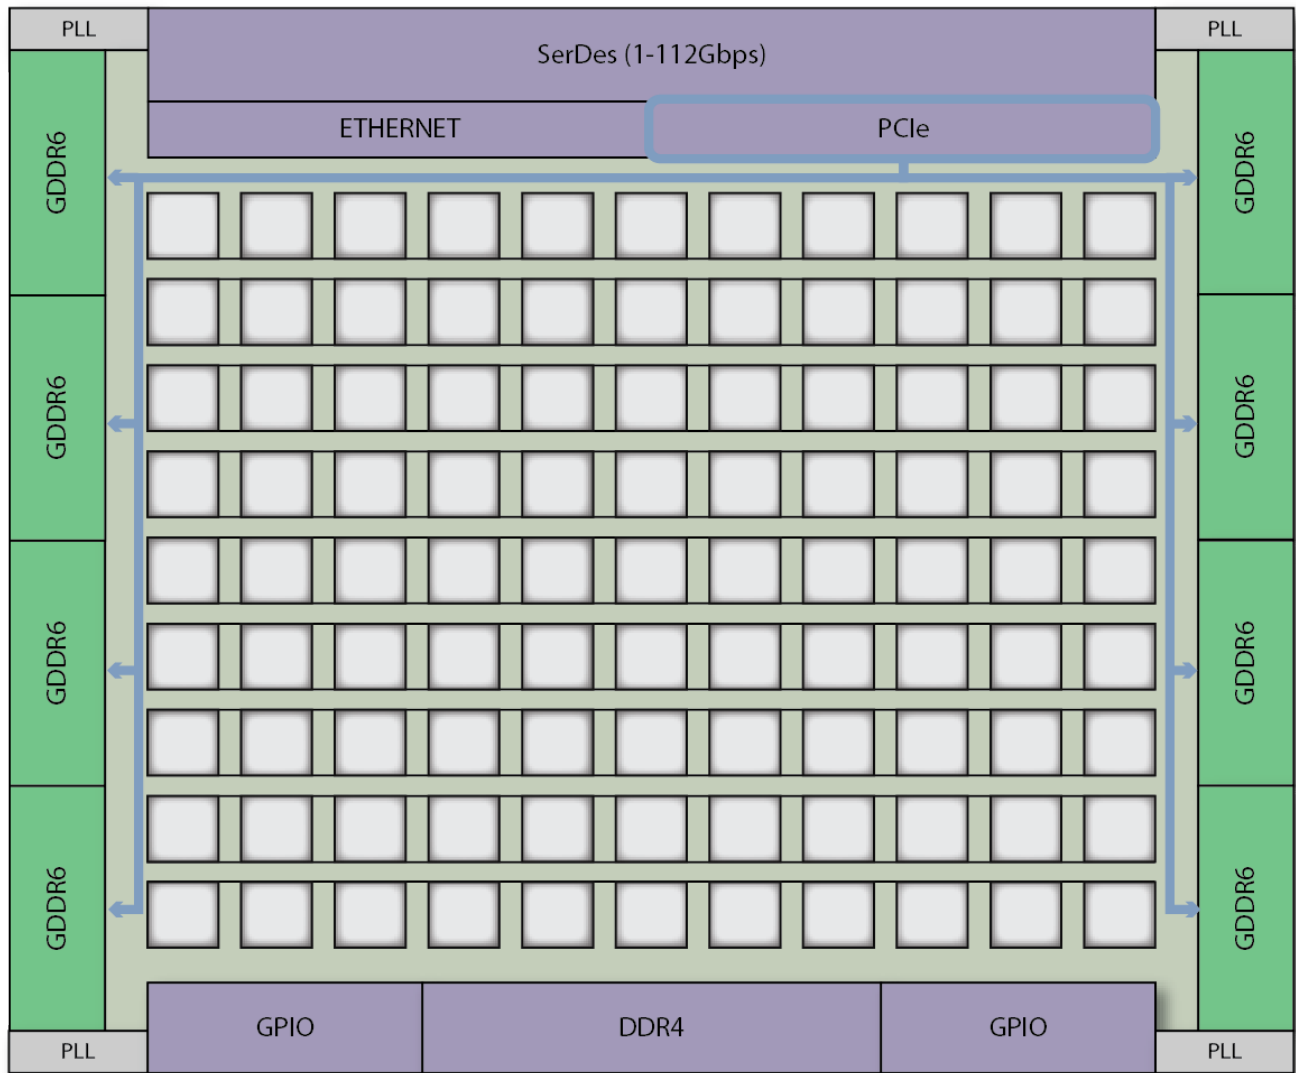 PLL
SerDes (1-112Gbps)
PLL
ETHERNET
PCIe
GDDR6
GDDR6
GDDR6
GDDR6
GDDR6
GDDR6
GDDR6
GDDR6
GPIO
DDR4
GPIO
PLL
PLL